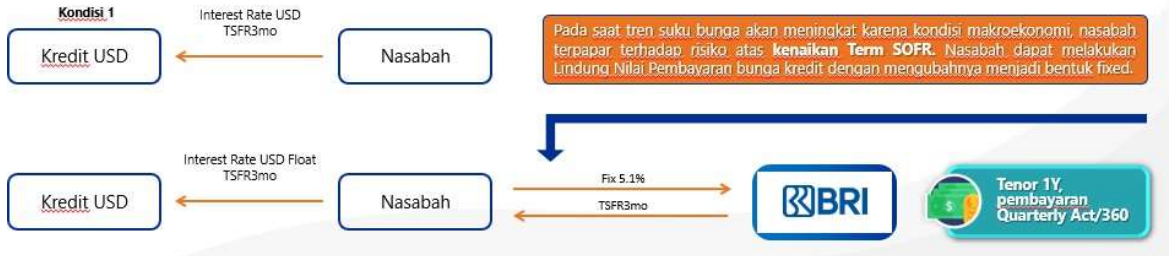 Kondisi 1
Interest Rate USD
TSFR3mo
Kredit USD
Nasabah
Pada saat tren suku bunga akan meningkat karena kondisi makroekonomi, nasabah
terpapar terhadap risiko atas kenaikan Term SOFR. Nasabah dapat melakukan
Lindung Nilai Pembayaran bunga kredit dengan mengubahnya menjadi bentuk fixed.
Interest Rate USD Float
TSFR3mo
Kredit USD
Nasabah
Fix 5.1%
TSFR3mo
BRI
Tenor 1Y,
pembayaran
Quarterly Act/360